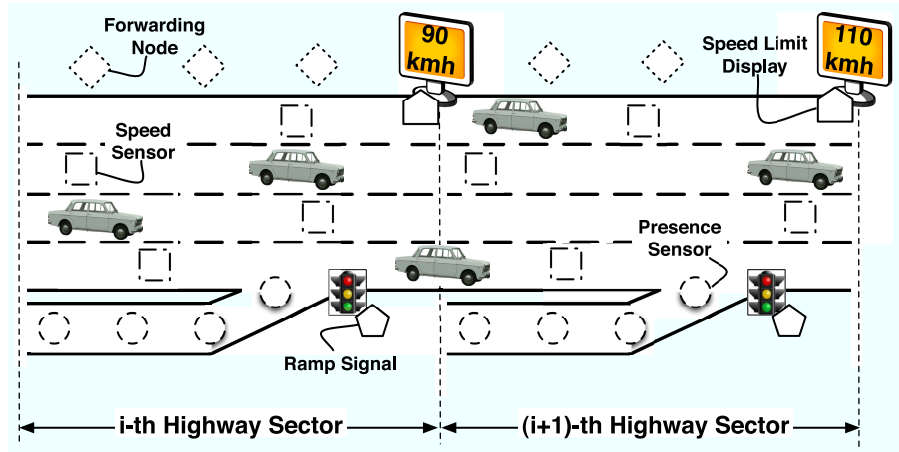 Forwarding
Node
90
kmh
Speed Limit
Display
110
kmh
Speed
Sensor
Presence
Sensor
Ramp Signal
i-th Highway Sector
(i+1)-th Highway Sector